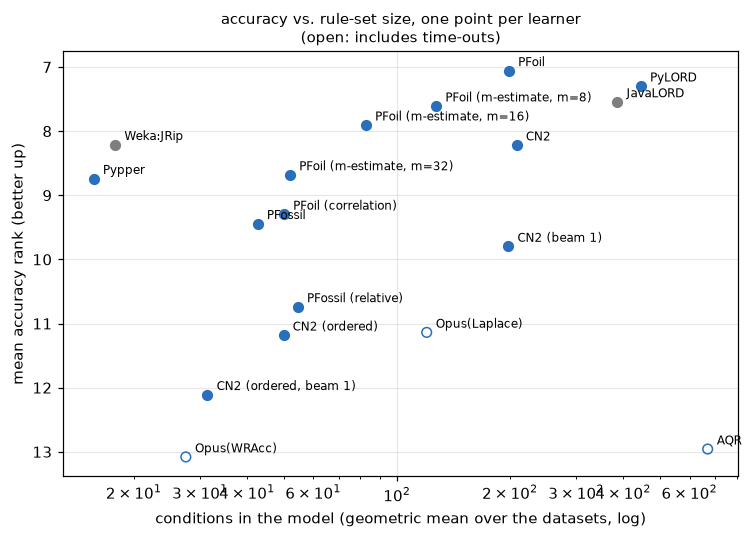 accuracy vs. rule-set size, one point per learner
(open: includes time-outs)
mean accuracy rank (better up)
7
8
9
10
11
12
13
PFoil
PyLORD
JavaLORD
PFoil (m-estimate, m=8)
PFoil (m-estimate, m=16)
Weka:JRip
CN2
Pypper
PFoil (m-estimate, m=32)
PFoil (correlation)
PFossil
CN2 (beam 1)
PFossil (relative)
Opus(Laplace)
CN2 (ordered)
CN2 (ordered, beam 1)
Opus(WRAcc)
AQR
2 × 10¹ 3 × 10¹ 4 × 10¹ 6 × 10¹ 10² 2 × 10² 3 × 10² 4 × 10² 6 × 10²
conditions in the model (geometric mean over the datasets, log)